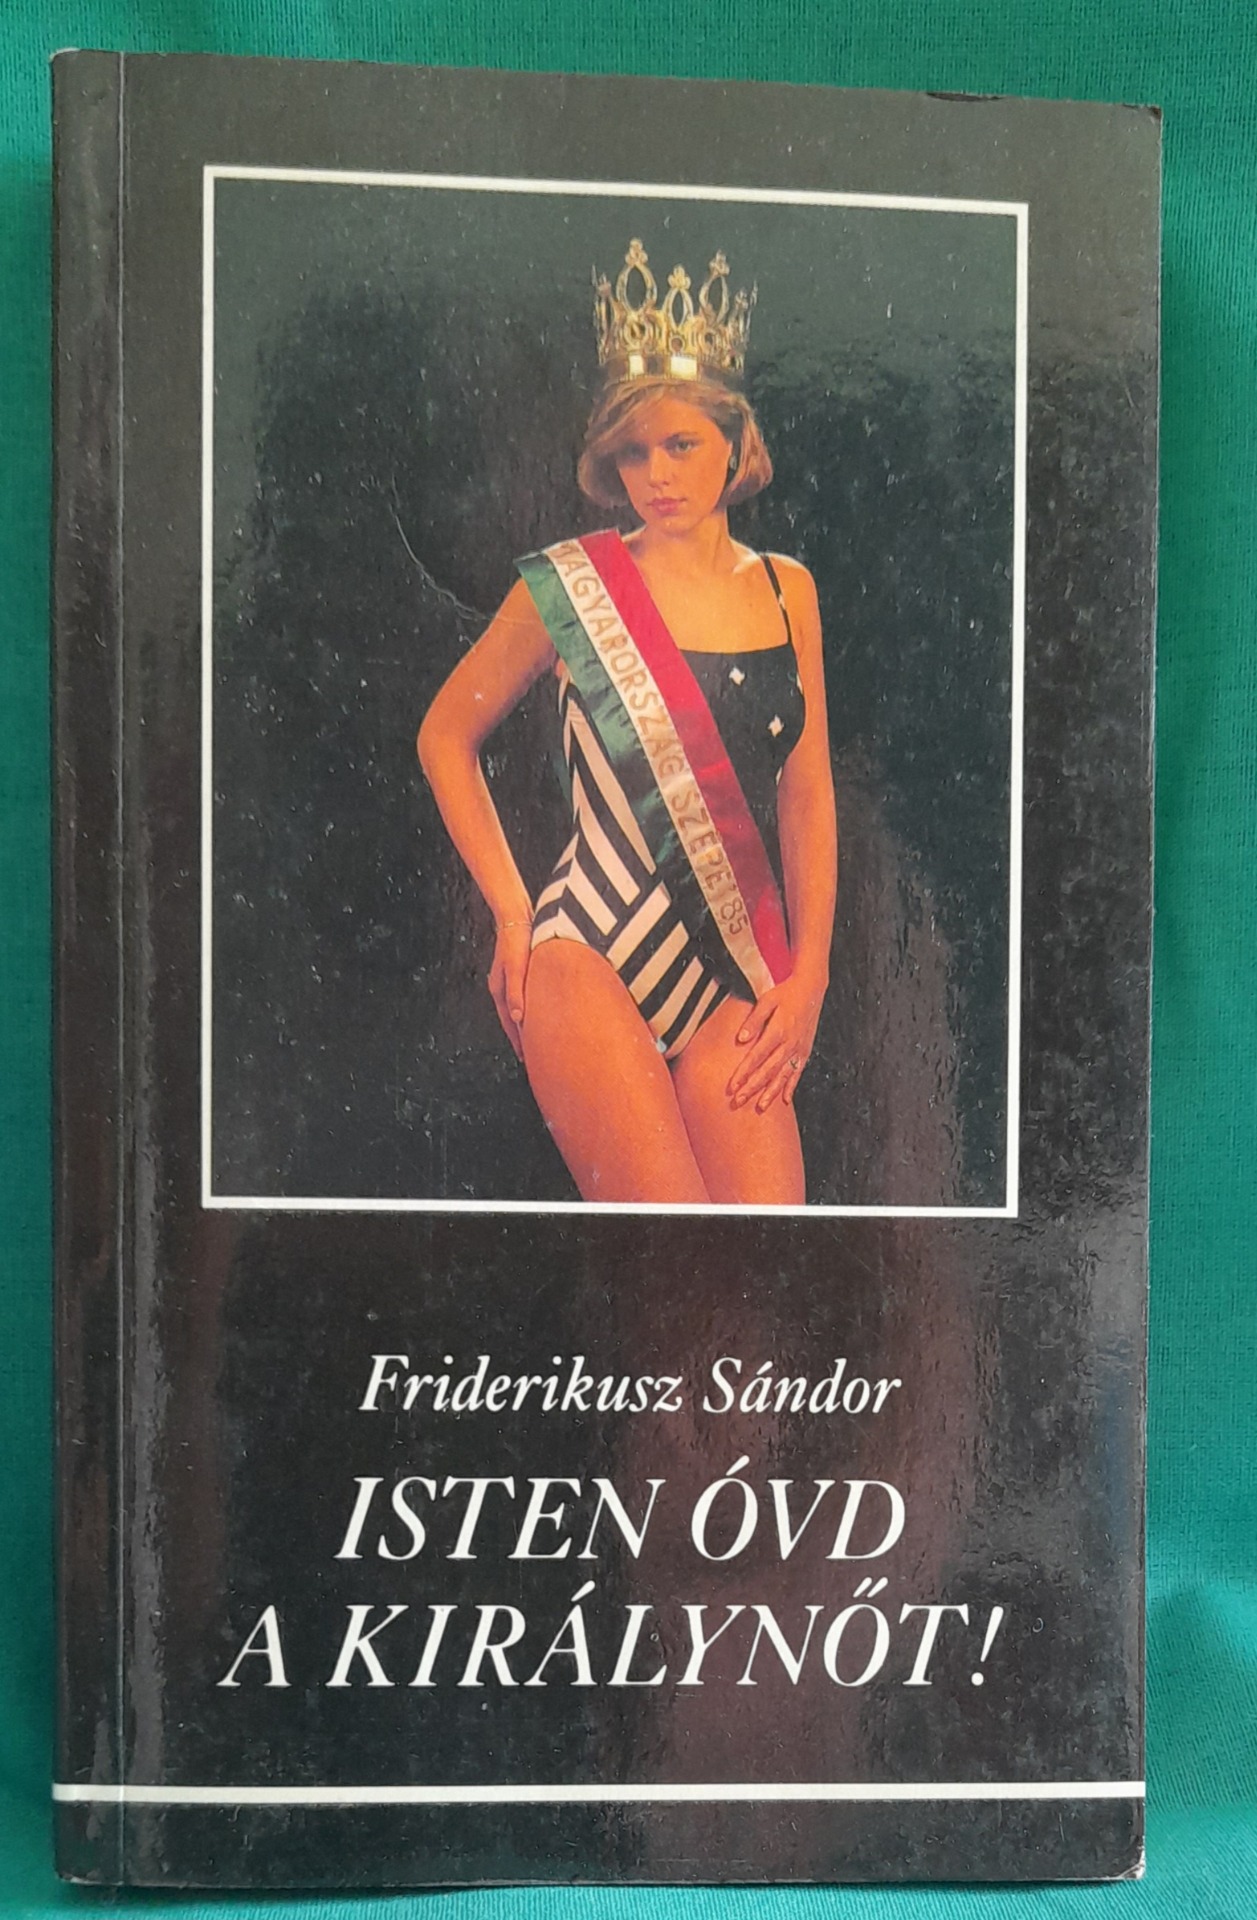 MAGYARORSZÁG SZÉPE '85
Friderikusz Sándor
ISTEN ÓVD
A KIRÁLYNŐT!